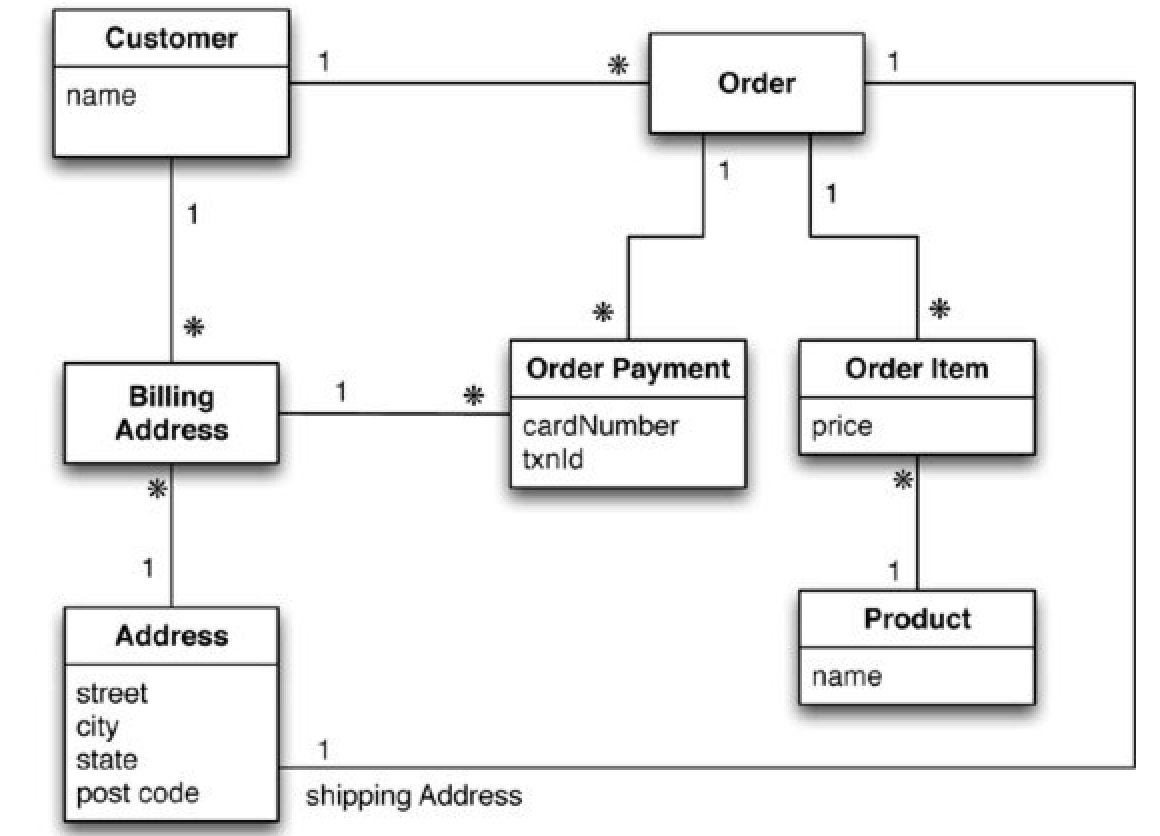 Customer
name
1
*
Order
1
1
*
1
1
*
*
Billing
Address
1
*
Order Payment
cardNumber
txnId
Order Item
price
*
1
*
1
Address
street
city
state
post code
Product
name
1
shipping Address